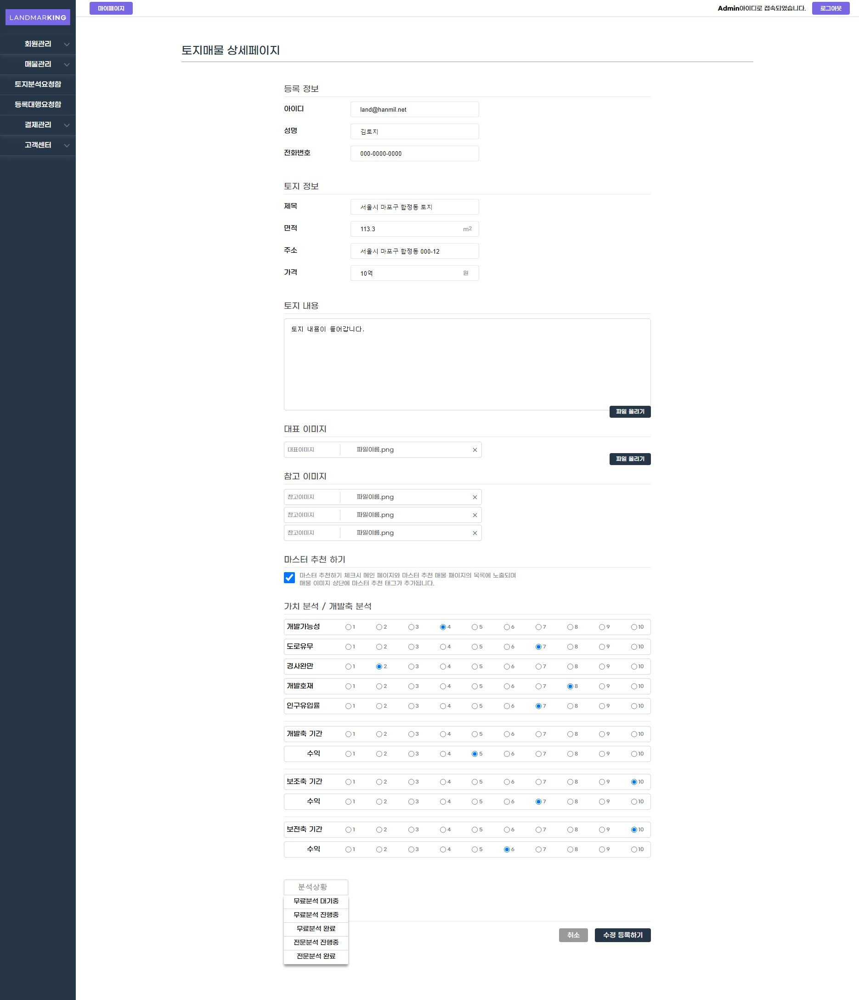 LANDMARKING
마이페이지
Admin아이디로 접속되었습니다.
로그아웃
회원관리
매물관리
토지분석요청함
등록대행요청함
결제관리
고객센터
토지매물 상세페이지
등록 정보
아이디 land@hanmil.net
성명 김토지
전화번호 000-0000-0000
토지 정보
제목 서울시 마포구 합정동 토지
면적 113.3 m2
주소 서울시 마포구 합정동 000-12
가격 10억 원
토지 내용
토지 내용이 들어갑니다.
파일 올리기
대표 이미지
대표이미지 파일이름.png ×
파일 올리기
참고 이미지
참고이미지 파일이름.png ×
참고이미지 파일이름.png ×
참고이미지 파일이름.png ×
마스터 추천 하기
마스터 추천하기 체크시 메인 페이지와 마스터 추천 매물 패이지의 목록에 노출되며
매물 이미지 상단에 마스터 추천 태그가 추가됩니다.
가치 분석 / 개발축 분석
개발가능성 1 2 3 4 5 6 7 8 9 10
도로유무 1 2 3 4 5 6 7 8 9 10
경사완만 1 2 3 4 5 6 7 8 9 10
개발호재 1 2 3 4 5 6 7 8 9 10
인구유입률 1 2 3 4 5 6 7 8 9 10
개발축 기간 1 2 3 4 5 6 7 8 9 10
수익 1 2 3 4 5 6 7 8 9 10
보조축 기간 1 2 3 4 5 6 7 8 9 10
수익 1 2 3 4 5 6 7 8 9 10
보전축 기간 1 2 3 4 5 6 7 8 9 10
수익 1 2 3 4 5 6 7 8 9 10
분석상황
무료분석 대기중
무료분석 진행중
무료분석 완료
전문분석 진행중
전문분석 완료
취소
수정 등록하기